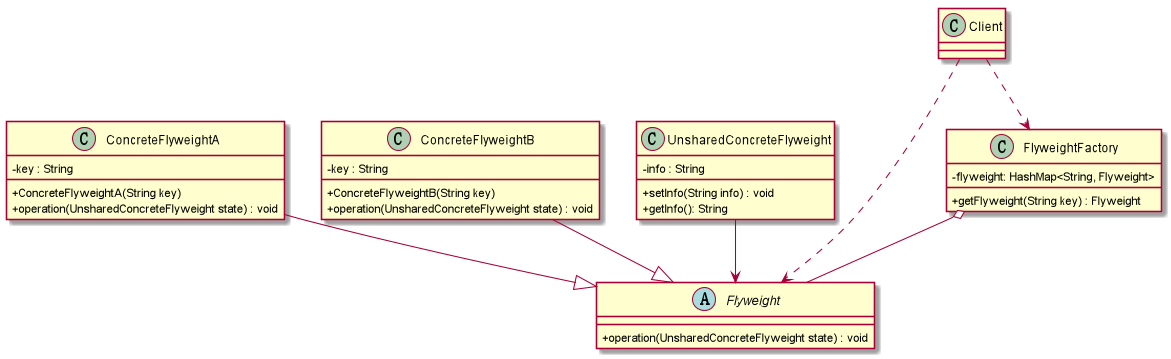 C Client
C ConcreteFlyweightA
-key : String
+ConcreteFlyweightA(String key)
+operation(UnsharedConcreteFlyweight state) : void
C ConcreteFlyweightB
-key : String
+ConcreteFlyweightB(String key)
+operation(UnsharedConcreteFlyweight state) : void
C UnsharedConcreteFlyweight
-info : String
+setInfo(String info) : void
+getInfo(): String
C FlyweightFactory
-flyweight: HashMap<String, Flyweight>
+getFlyweight(String key) : Flyweight
A Flyweight
+operation(UnsharedConcreteFlyweight state) : void